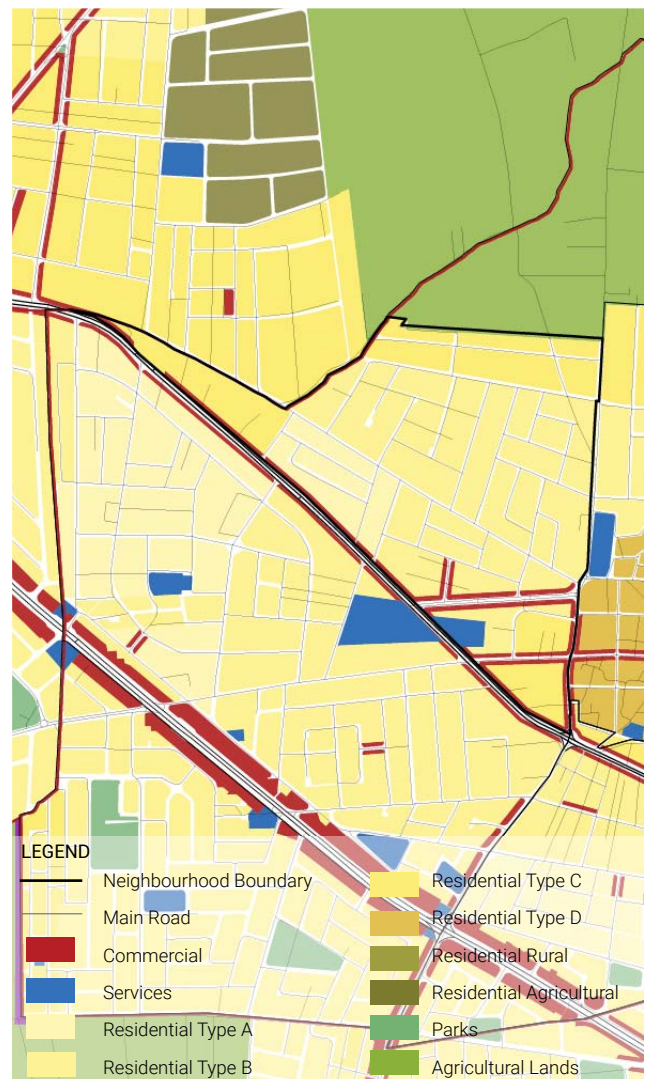 LEGEND
Neighbourhood Boundary
Main Road
Commercial
Services
Residential Type A
Residential Type B
Residential Type C
Residential Type D
Residential Rural
Residential Agricultural
Parks
Agricultural Lands